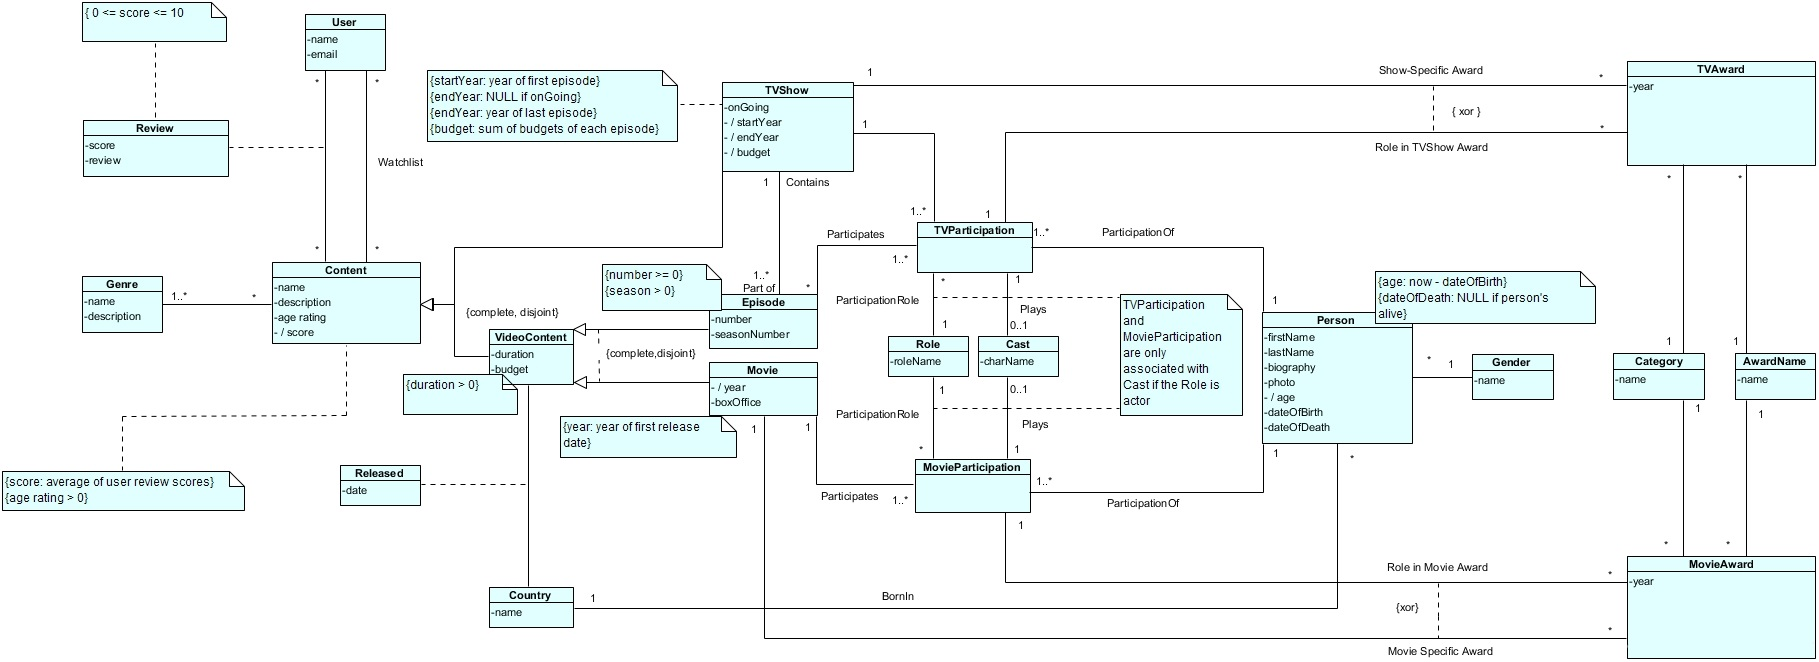 { 0 <= score <= 10
User
-name
-email
*
*
{startYear: year of first episode}
{endYear: NULL if onGoing}
{endYear: year of last episode}
{budget: sum of budgets of each episode}
TVShow
-onGoing
- / startYear
- / endYear
- / budget
1
Show-Specific Award
*
TVAward
-year
{ xor }
1
*
Role in TVShow Award
Review
-score
-review
Watchlist
*
*
1
Contains
1..*
1
*
*
Participates
TVParticipation
1..*
ParticipationOf
1..*
Genre
-name
-description
1..*
*
Content
-name
-description
-age rating
- / score
{number >= 0}
{season > 0}
1..*
Part of
*
Episode
-number
-seasonNumber
*
1
ParticipationRole
Plays
1
0..1
TVParticipation
and
MovieParticipation
are only
associated with
Cast if the Role is
actor
{age: now - dateOfBirth}
{dateOfDeath: NULL if person's
alive}
1
Person
-firstName
-lastName
-biography
-photo
- / age
-dateOfBirth
-dateOfDeath
{complete, disjoint}
VideoContent
-duration
-budget
{complete,disjoint}
{duration > 0}
Role
-roleName
Cast
-charName
*
1
Gender
-name
1
1
Category
-name
AwardName
-name
Movie
- / year
-boxOffice
{year: year of first release
date}
1
1
1
0..1
ParticipationRole
Plays
*
1
1
1
1
*
{score: average of user review scores}
{age rating > 0}
Released
-date
MovieParticipation
1..*
Participates
1..*
ParticipationOf
1
*
*
Role in Movie Award
*
MovieAward
-year
Country
-name
1
BornIn
{xor}
*
Movie Specific Award